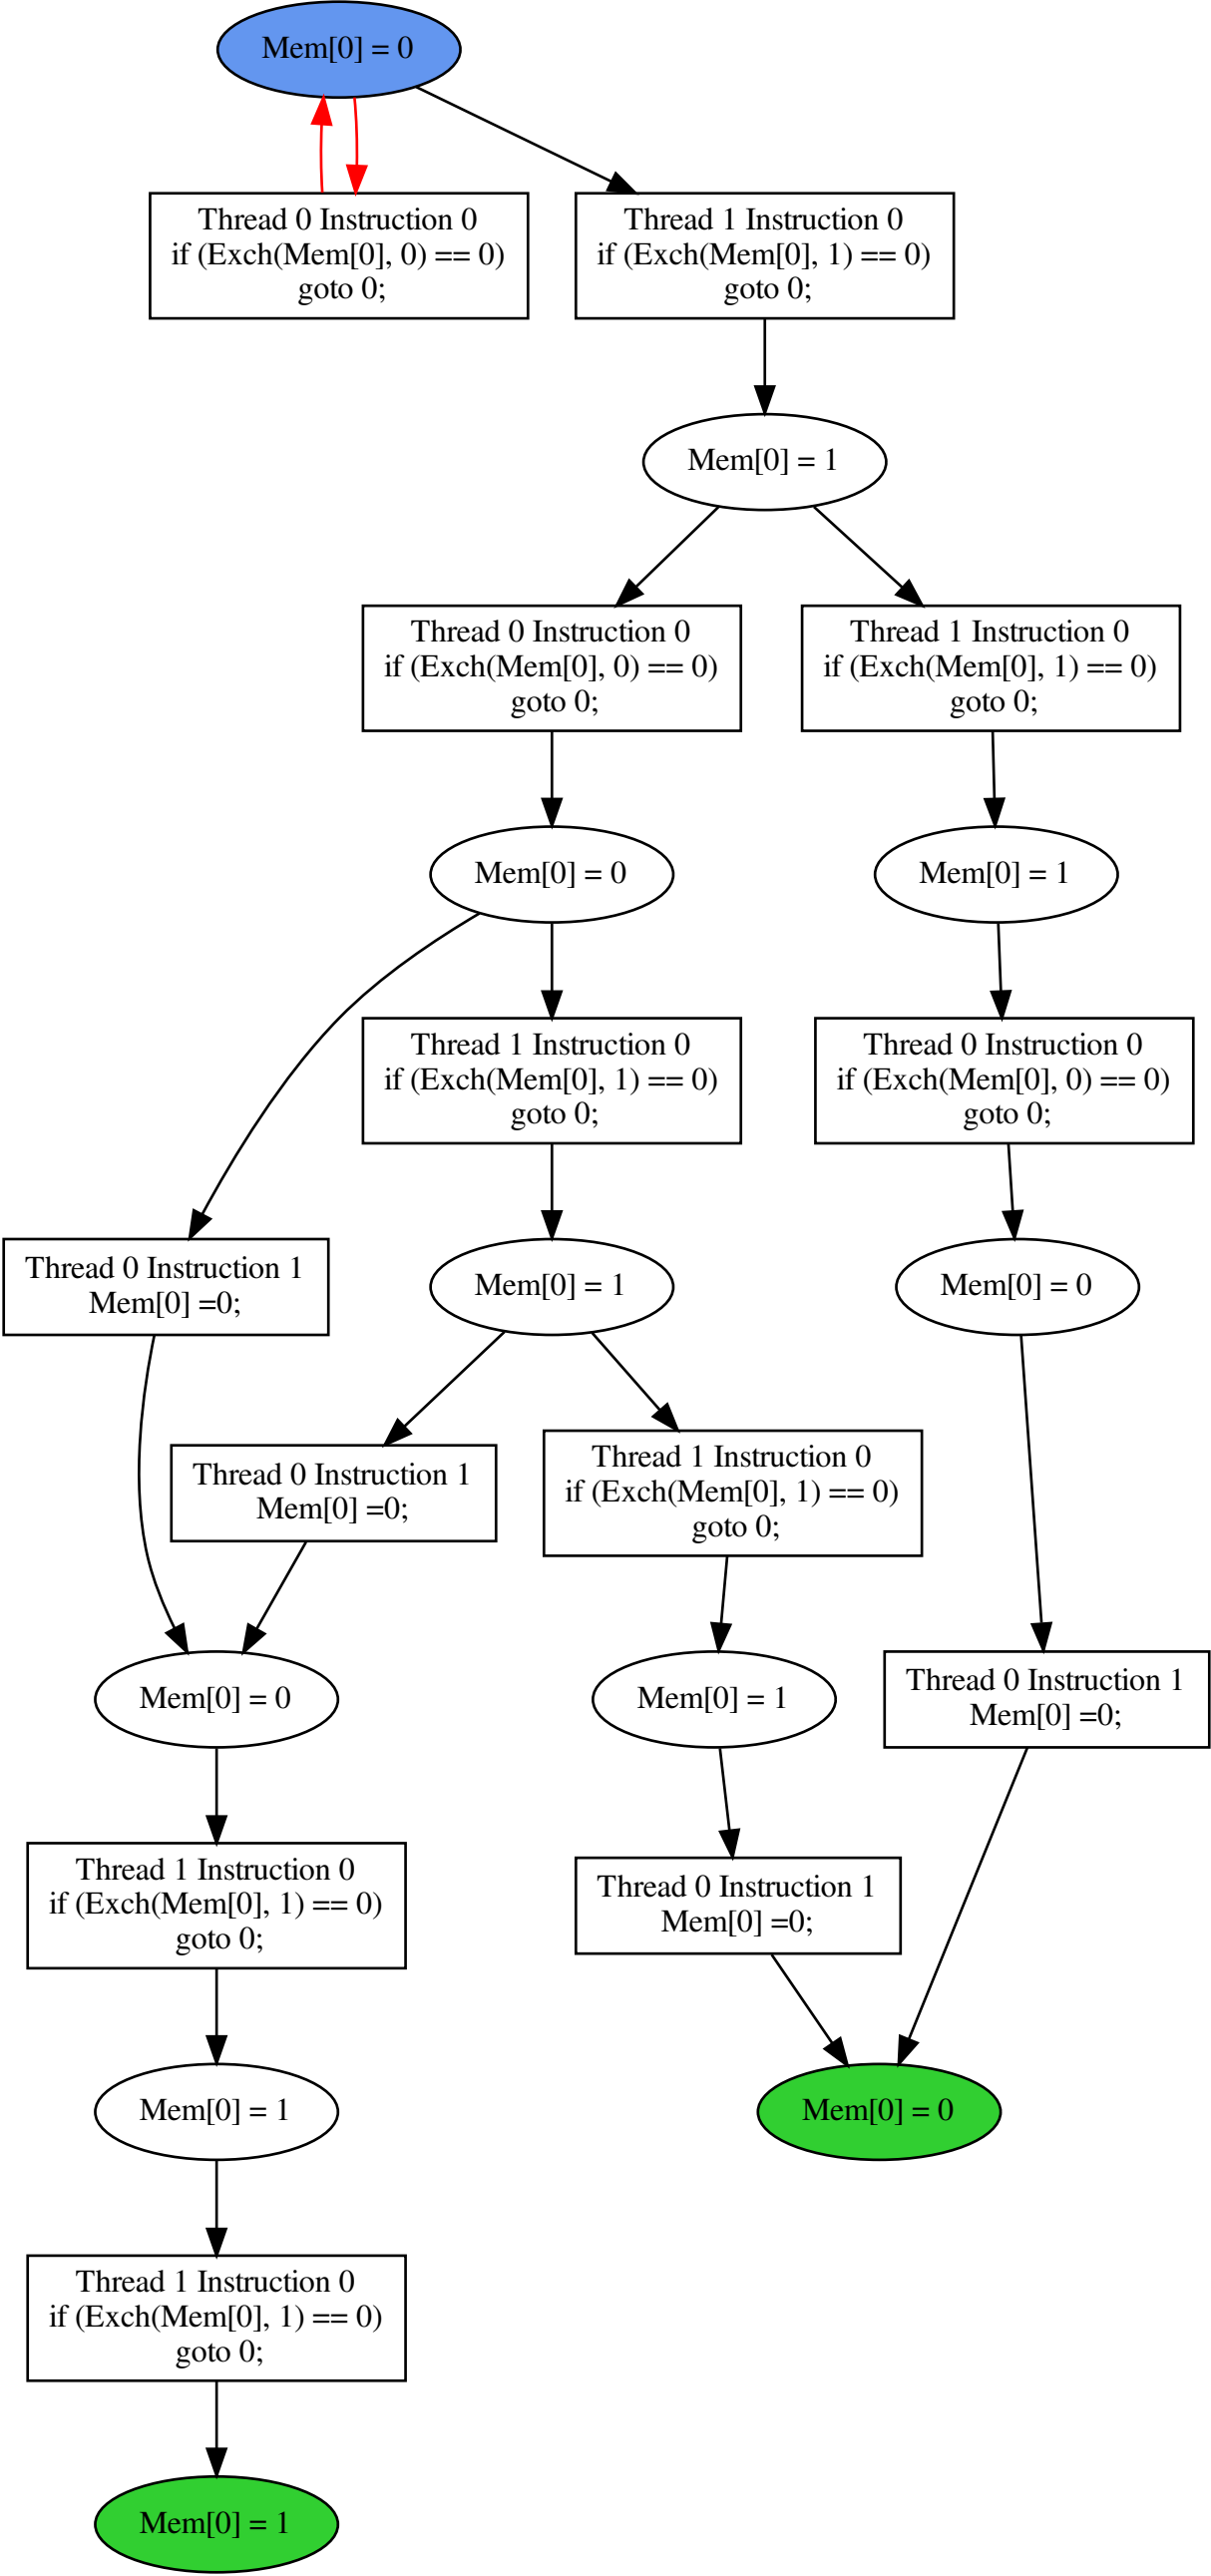 Mem[0] = 0
Thread 0 Instruction 0
if (Exch(Mem[0], 0) == 0)
goto 0;
Thread 1 Instruction 0
if (Exch(Mem[0], 1) == 0)
goto 0;
Mem[0] = 1
Thread 0 Instruction 0
if (Exch(Mem[0], 0) == 0)
goto 0;
Thread 1 Instruction 0
if (Exch(Mem[0], 1) == 0)
goto 0;
Mem[0] = 0
Mem[0] = 1
Thread 1 Instruction 0
if (Exch(Mem[0], 1) == 0)
goto 0;
Thread 0 Instruction 0
if (Exch(Mem[0], 0) == 0)
goto 0;
Thread 0 Instruction 1
Mem[0] =0;
Mem[0] = 1
Mem[0] = 0
Thread 0 Instruction 1
Mem[0] =0;
Thread 1 Instruction 0
if (Exch(Mem[0], 1) == 0)
goto 0;
Mem[0] = 0
Mem[0] = 1
Thread 0 Instruction 1
Mem[0] =0;
Thread 1 Instruction 0
if (Exch(Mem[0], 1) == 0)
goto 0;
Thread 0 Instruction 1
Mem[0] =0;
Mem[0] = 1
Mem[0] = 0
Thread 1 Instruction 0
if (Exch(Mem[0], 1) == 0)
goto 0;
Mem[0] = 1